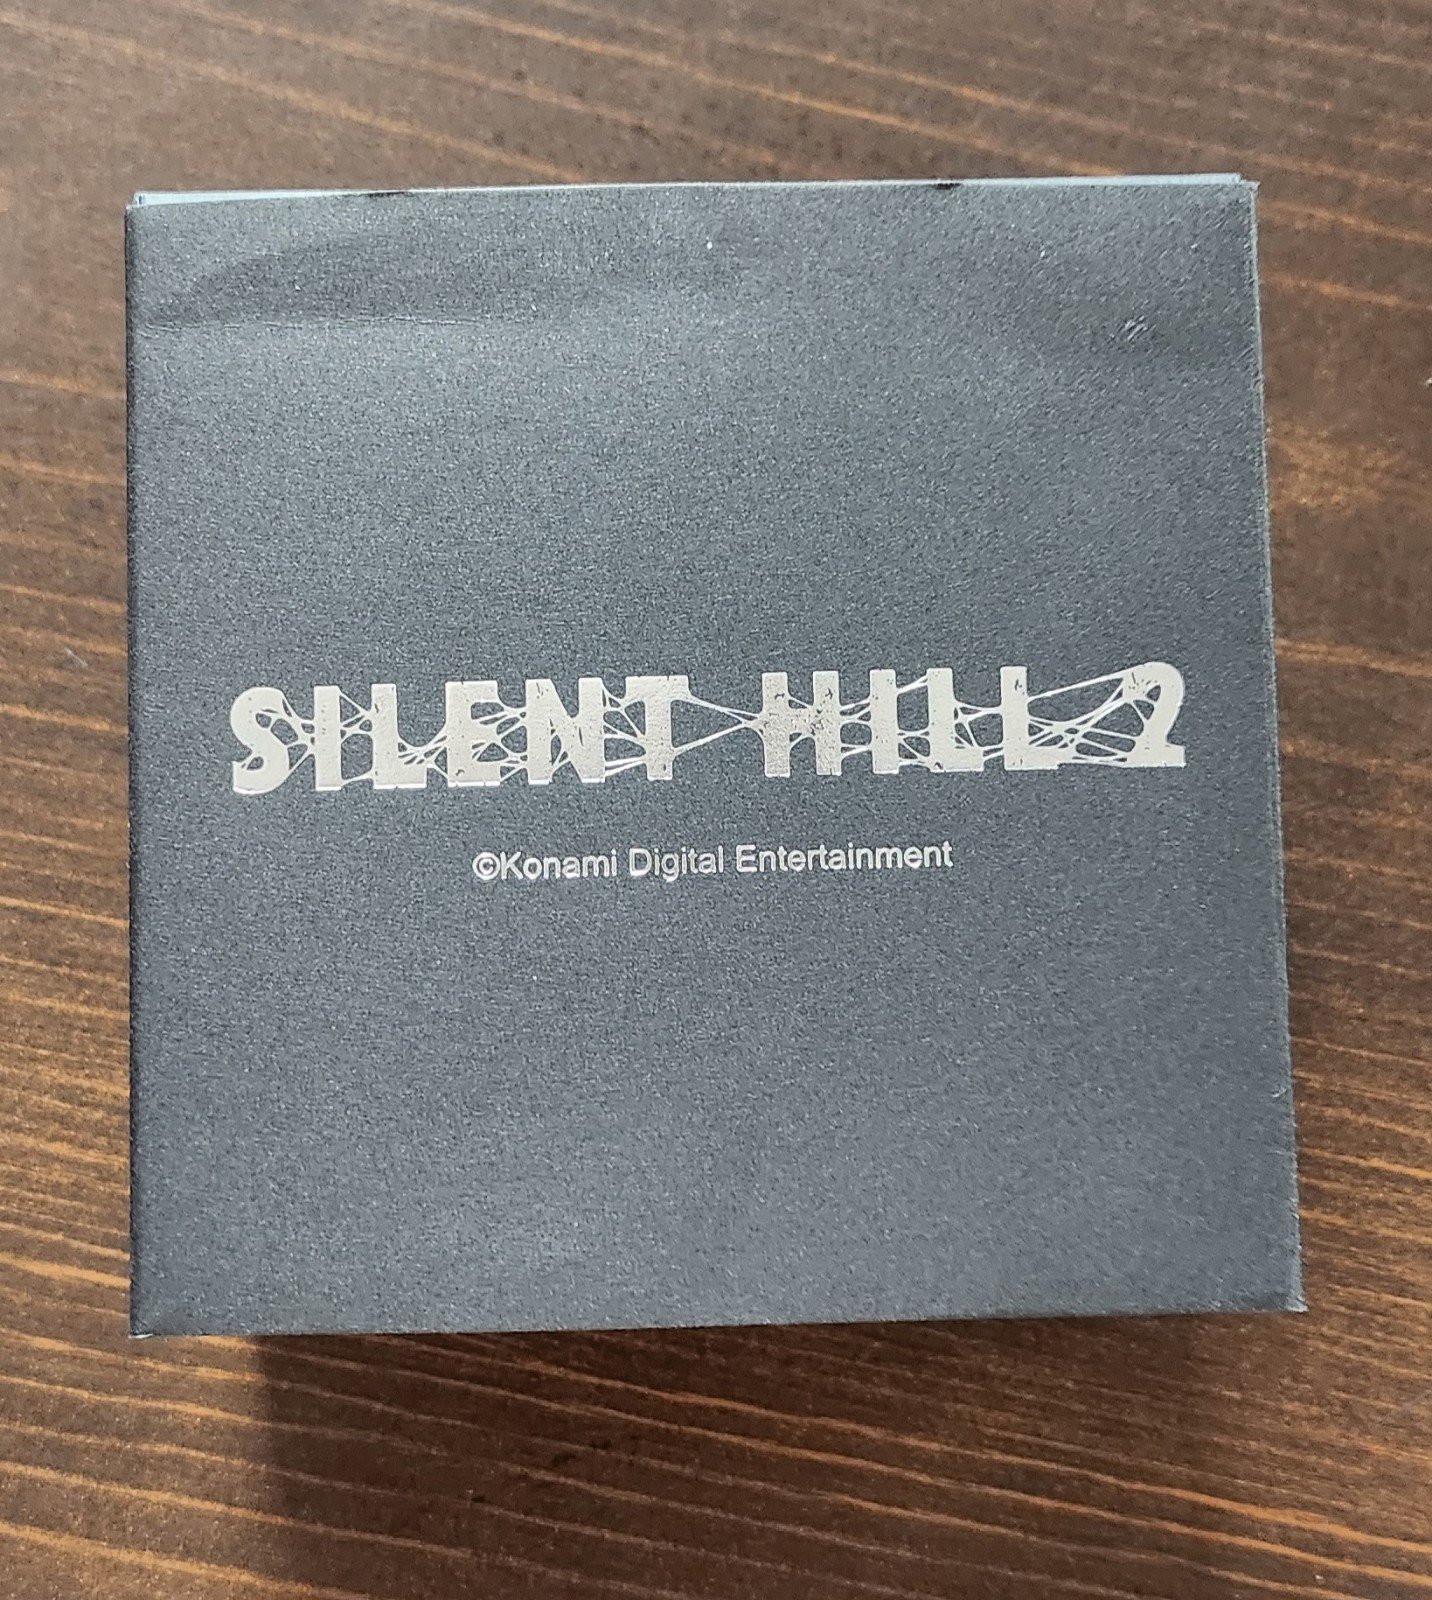 SILENT HILL 2
©Konami Digital Entertainment